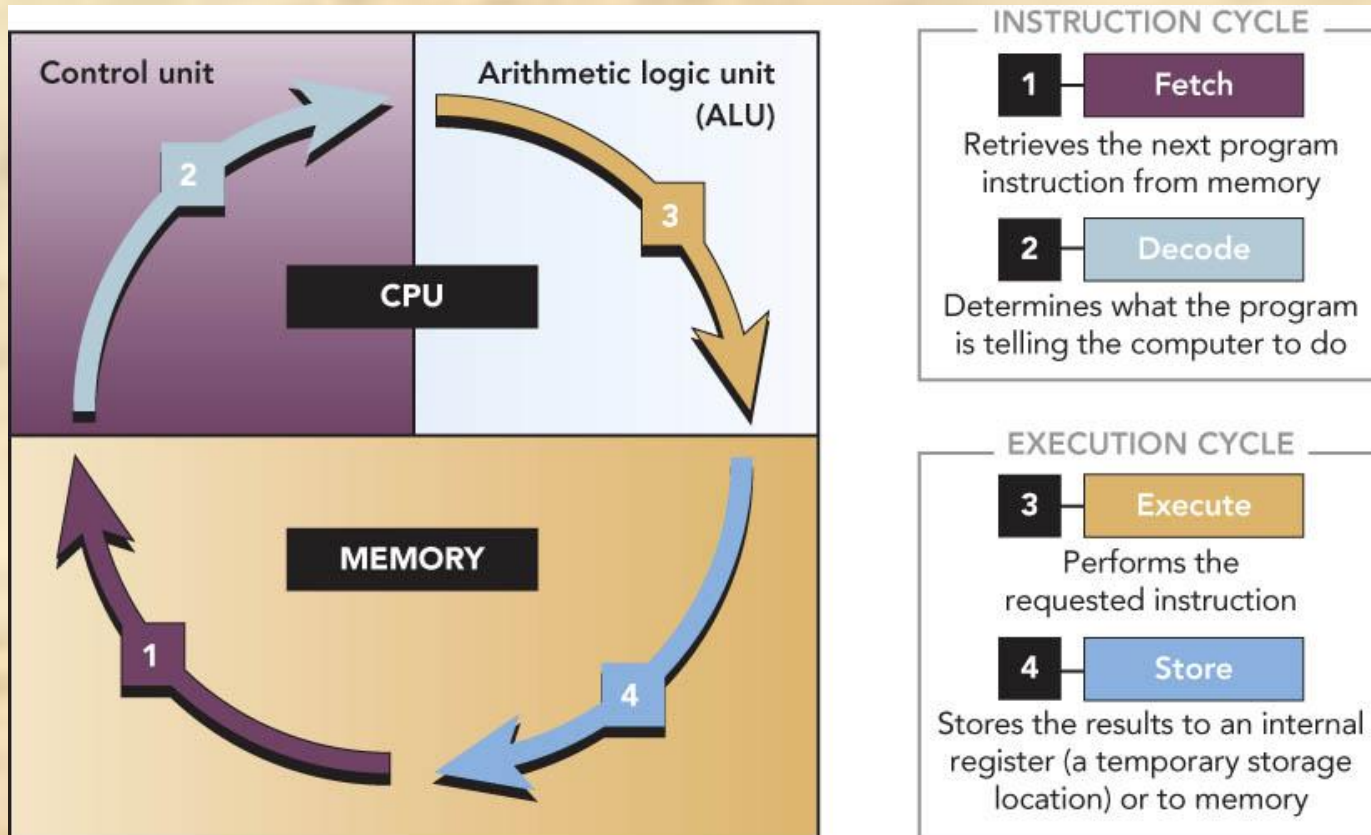 Control unit
Arithmetic logic unit
(ALU)
2
3
CPU
MEMORY
1
4
INSTRUCTION CYCLE
1 Fetch
Retrieves the next program
instruction from memory
2 Decode
Determines what the program
is telling the computer to do
EXECUTION CYCLE
3 Execute
Performs the
requested instruction
4 Store
Stores the results to an internal
register (a temporary storage
location) or to memory